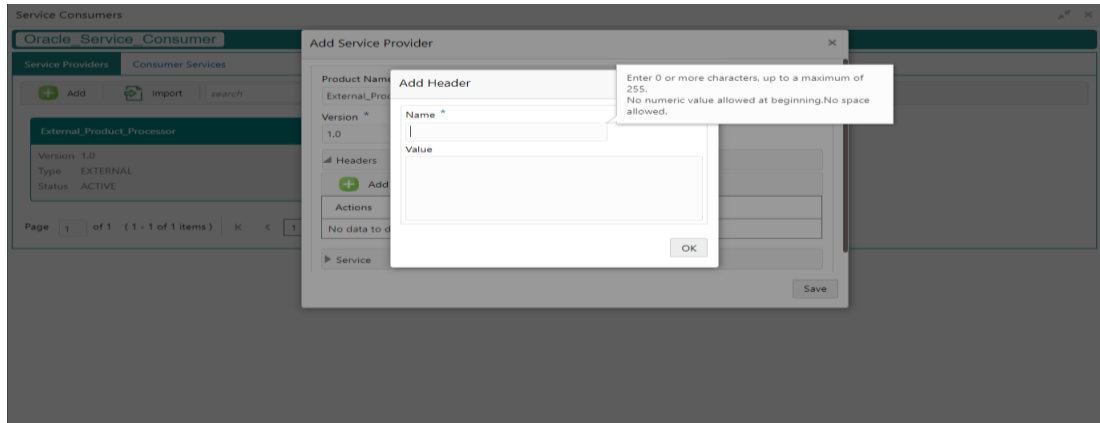 Service Consumers
Oracle_Service_Consumer
Service Providers Consumer Services
Add Import search
External_Product_Processor
Version 1.0
Type EXTERNAL
Status ACTIVE
Page 1 of 1 (1 - 1 of 1 items) K < 1
Add Service Provider ×
Product Name
External_Proc
Version *
1.0
Headers
Add
Actions
No data to d
Service
Save
Add Header
Name *
Value
OK
Enter 0 or more characters, up to a maximum of
255.
No numeric value allowed at beginning.No space
allowed.